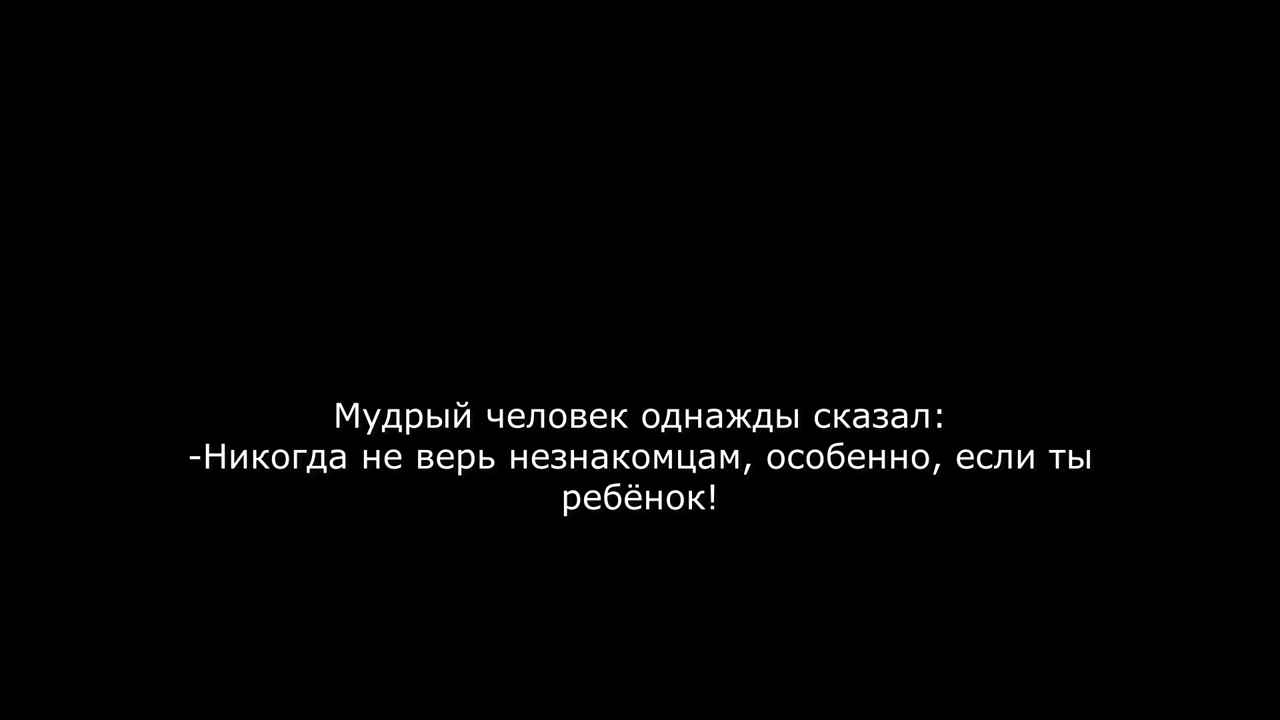 Мудрый человек однажды сказал:
-Никогда не верь незнакомцам, особенно, если ты
ребёнок!